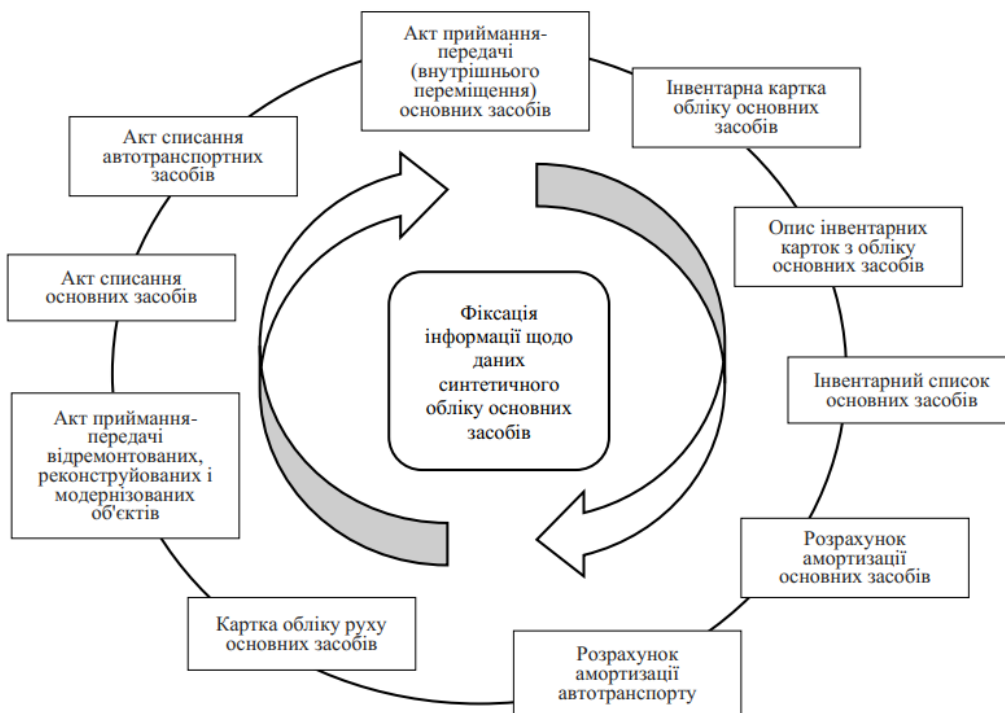 Акт приймання-
передачі
(внутрішнього
переміщення)
основних засобів
Інвентарна картка
обліку основних
засобів
Опис інвентарних
карток з обліку
основних засобів
Інвентарний список
основних засобів
Розрахунок
амортизації
основних засобів
Розрахунок
амортизації
автотранспорту
Картка обліку руху
основних засобів
Акт приймання-
передачі
відремонтованих,
реконструйованих і
модернізованих
об'єктів
Акт списання
основних засобів
Акт списання
автотранспортних
засобів
Фіксація
інформації щодо
даних
синтетичного
обліку основних
засобів